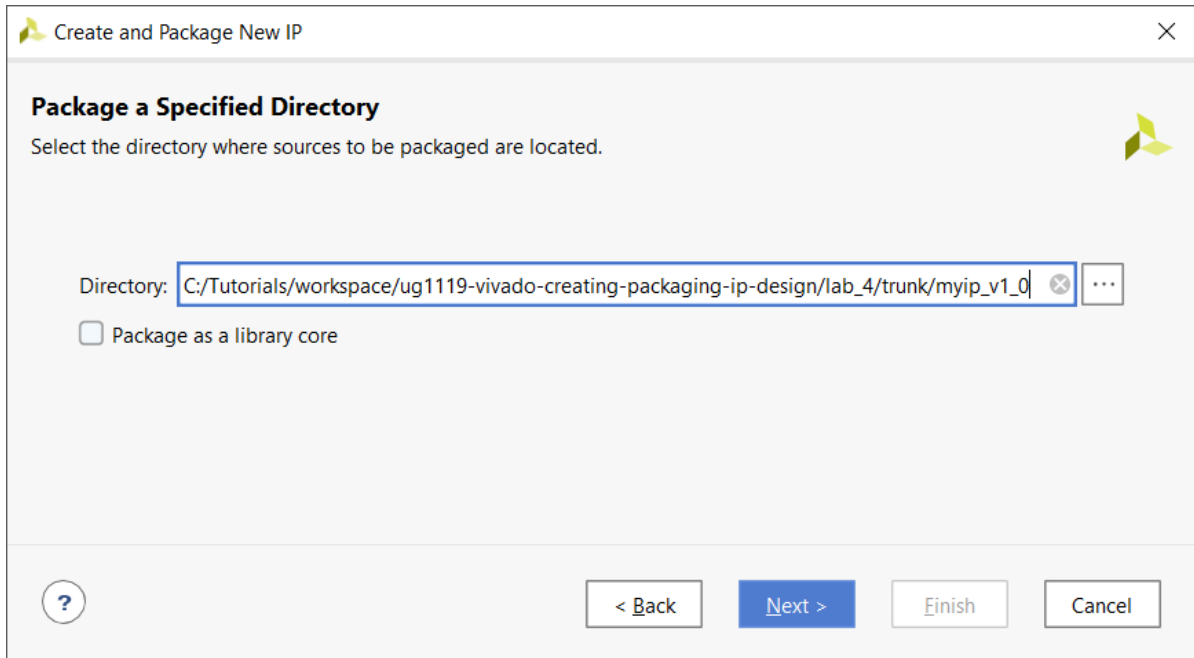 Create and Package New IP
Package a Specified Directory
Select the directory where sources to be packaged are located.
Directory: C:/Tutorials/workspace/ug1119-vivado-creating-packaging-ip-design/lab_4/trunk/myip_v1_0 ...
Package as a library core
? < Back Next > Finish Cancel